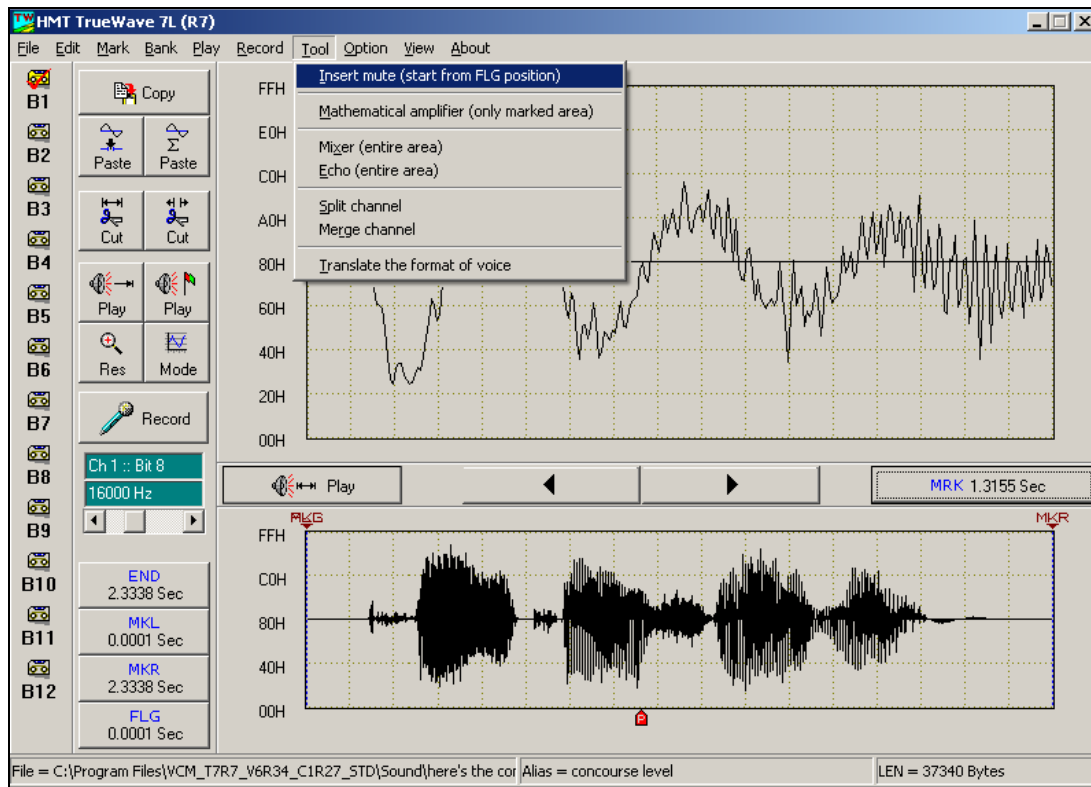 HMT TrueWave 7L (R7)
File Edit Mark Bank Play Record Tool Option View About
Insert mute (start from FLG position)
Mathematical amplifier (only marked area)
Mixer (entire area)
Echo (entire area)
Split channel
Merge channel
Translate the format of voice
B1
B2
B3
B4
B5
B6
B7
B8
B9
B10
B11
B12
Copy
Paste Paste
Cut Cut
Play Play
Res Mode
Record
Ch 1 :: Bit 8
16000 Hz
END
2.3338 Sec
MKL
0.0001 Sec
MKR
2.3338 Sec
FLG
0.0001 Sec
FFH
E0H
C0H
A0H
80H
60H
40H
20H
00H
Play
MRK 1.3155 Sec
MKR
FFH
C0H
80H
40H
00H
P
File = C:\Program Files\VCM_T7R7_V6R34_C1R27_STD\Sound\here's the cor
Alias = concourse level
LEN = 37340 Bytes